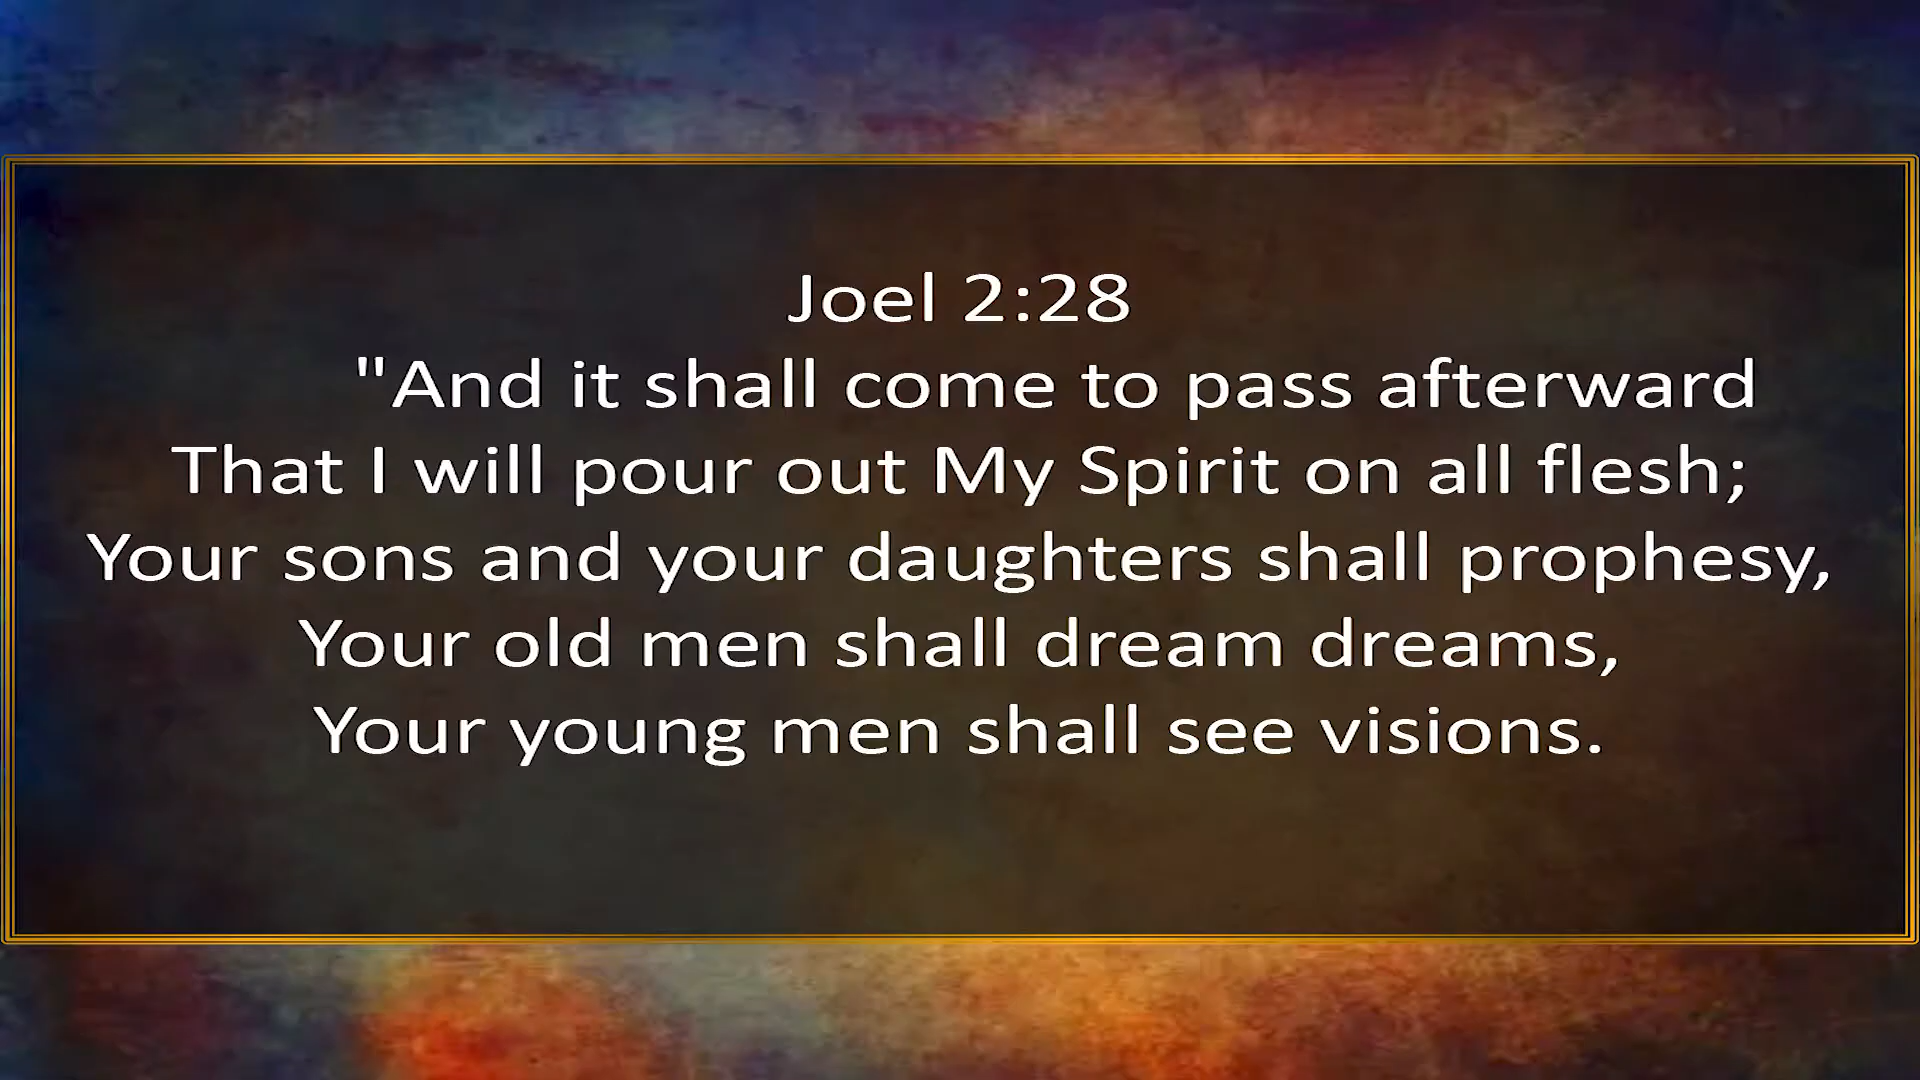 Joel 2:28
"And it shall come to pass afterward
That I will pour out My Spirit on all flesh;
Your sons and your daughters shall prophesy,
Your old men shall dream dreams,
Your young men shall see visions.